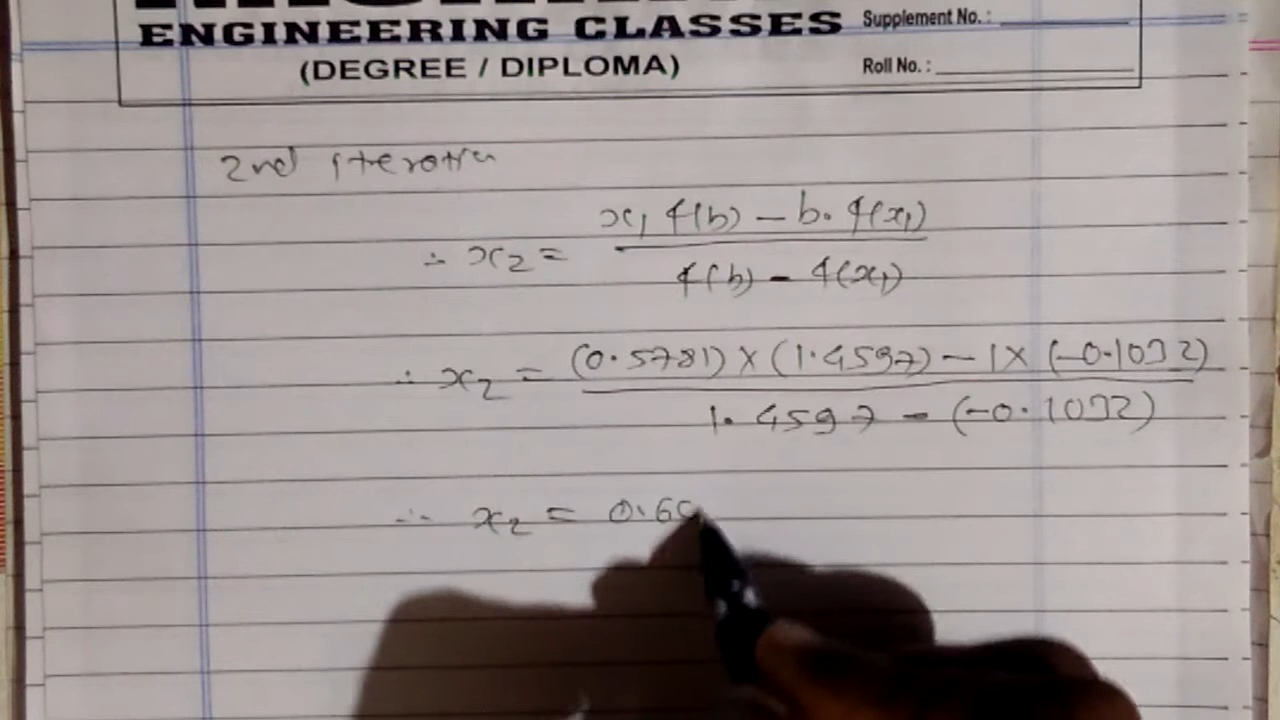 ENGINEERING CLASSES
(DEGREE / DIPLOMA)
Supplement No. :
Roll No. :
2nd iteration
∴ x₂ = x₁ f(b) – b. f(x₁) / f(b) – f(x₁)
∴ x₂ = (0.5781) × (1.4597) – 1 × (–0.1032) / 1.4597 – (–0.1032)
∴ x₂ = 0.60